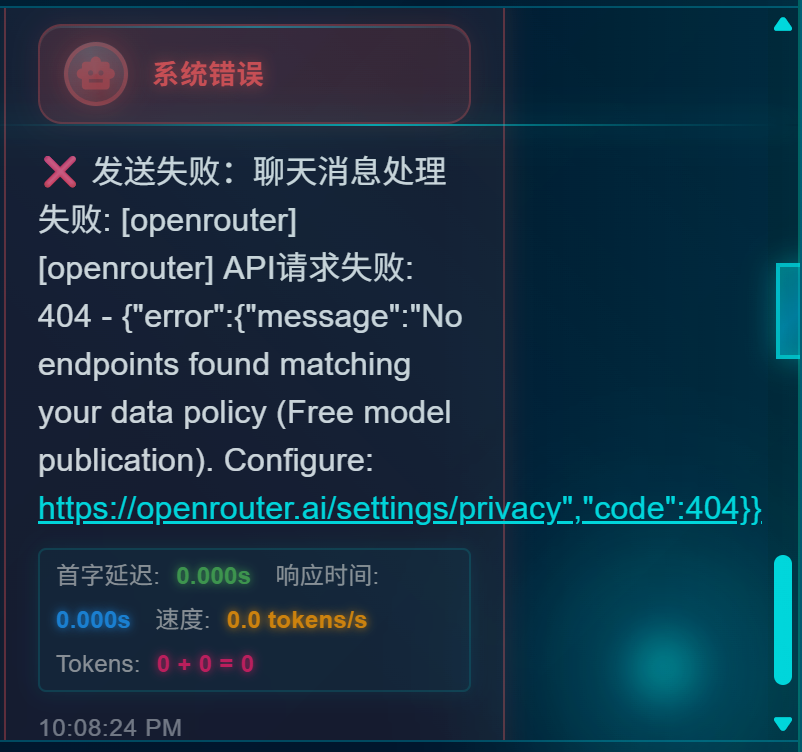 系统错误
❌ 发送失败：聊天消息处理
失败: [openrouter]
[openrouter] API请求失败:
404 - {"error":{"message":"No
endpoints found matching
your data policy (Free model
publication). Configure:
https://openrouter.ai/settings/privacy","code":404}}
首字延迟: 0.000s 响应时间:
0.000s 速度: 0.0 tokens/s
Tokens: 0 + 0 = 0
10:08:24 PM